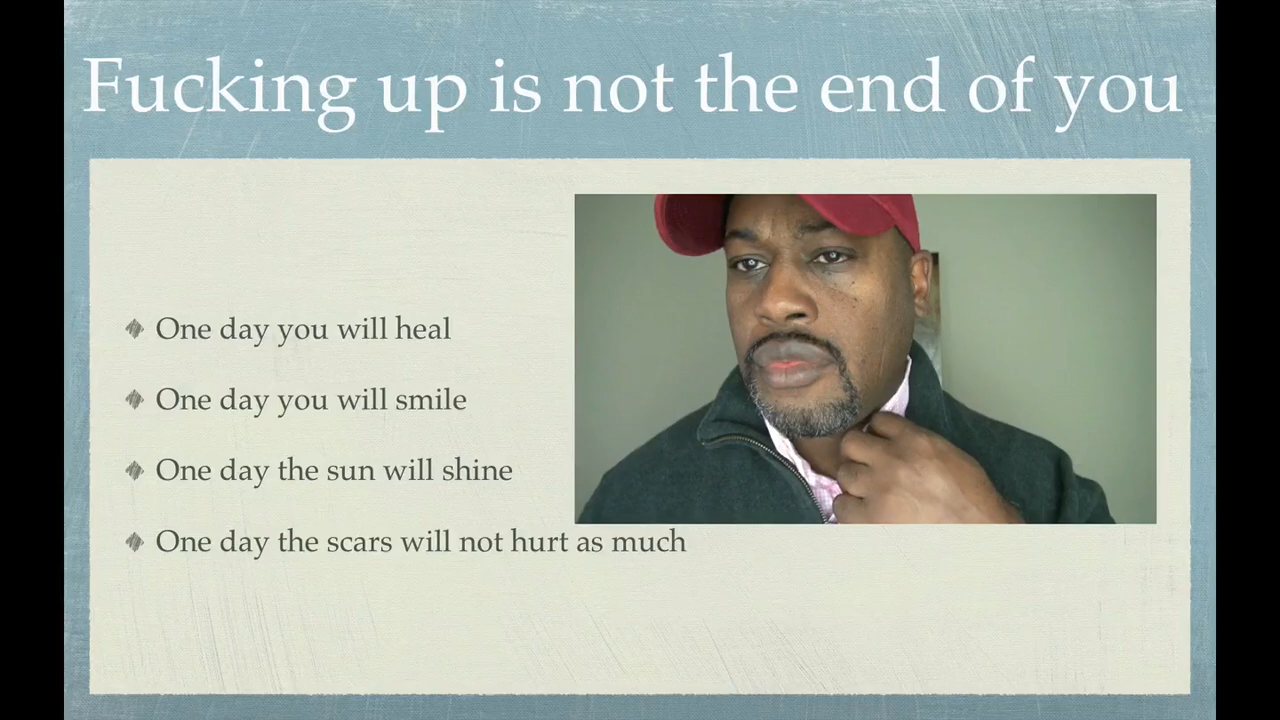 Fucking up is not the end of you
One day you will heal
One day you will smile
One day the sun will shine
One day the scars will not hurt as much